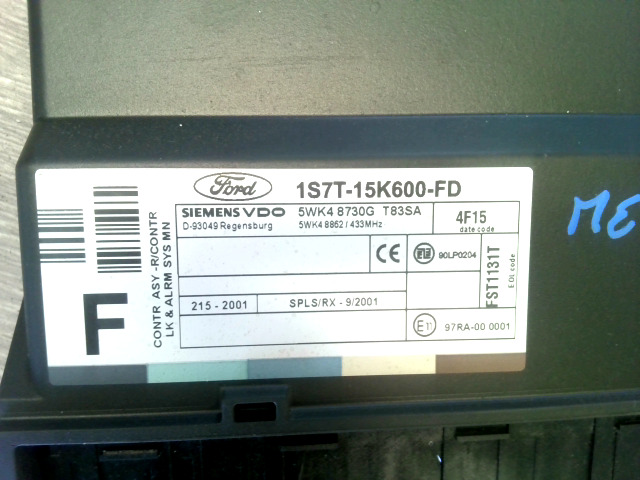 Ford
1S7T-15K600-FD
SIEMENS VDO
D-93049 Regensburg
5WK4 8730G T83SA
5WK4 8862 / 433MHz
4F15
date code
CE
90LP0204
FST1131T
EOL code
215 - 2001
SPLS/RX - 9/2001
E11
97RA-00 0001
CONTR ASY -R/CONTR
LK & ALRM SYS MN
F
ME